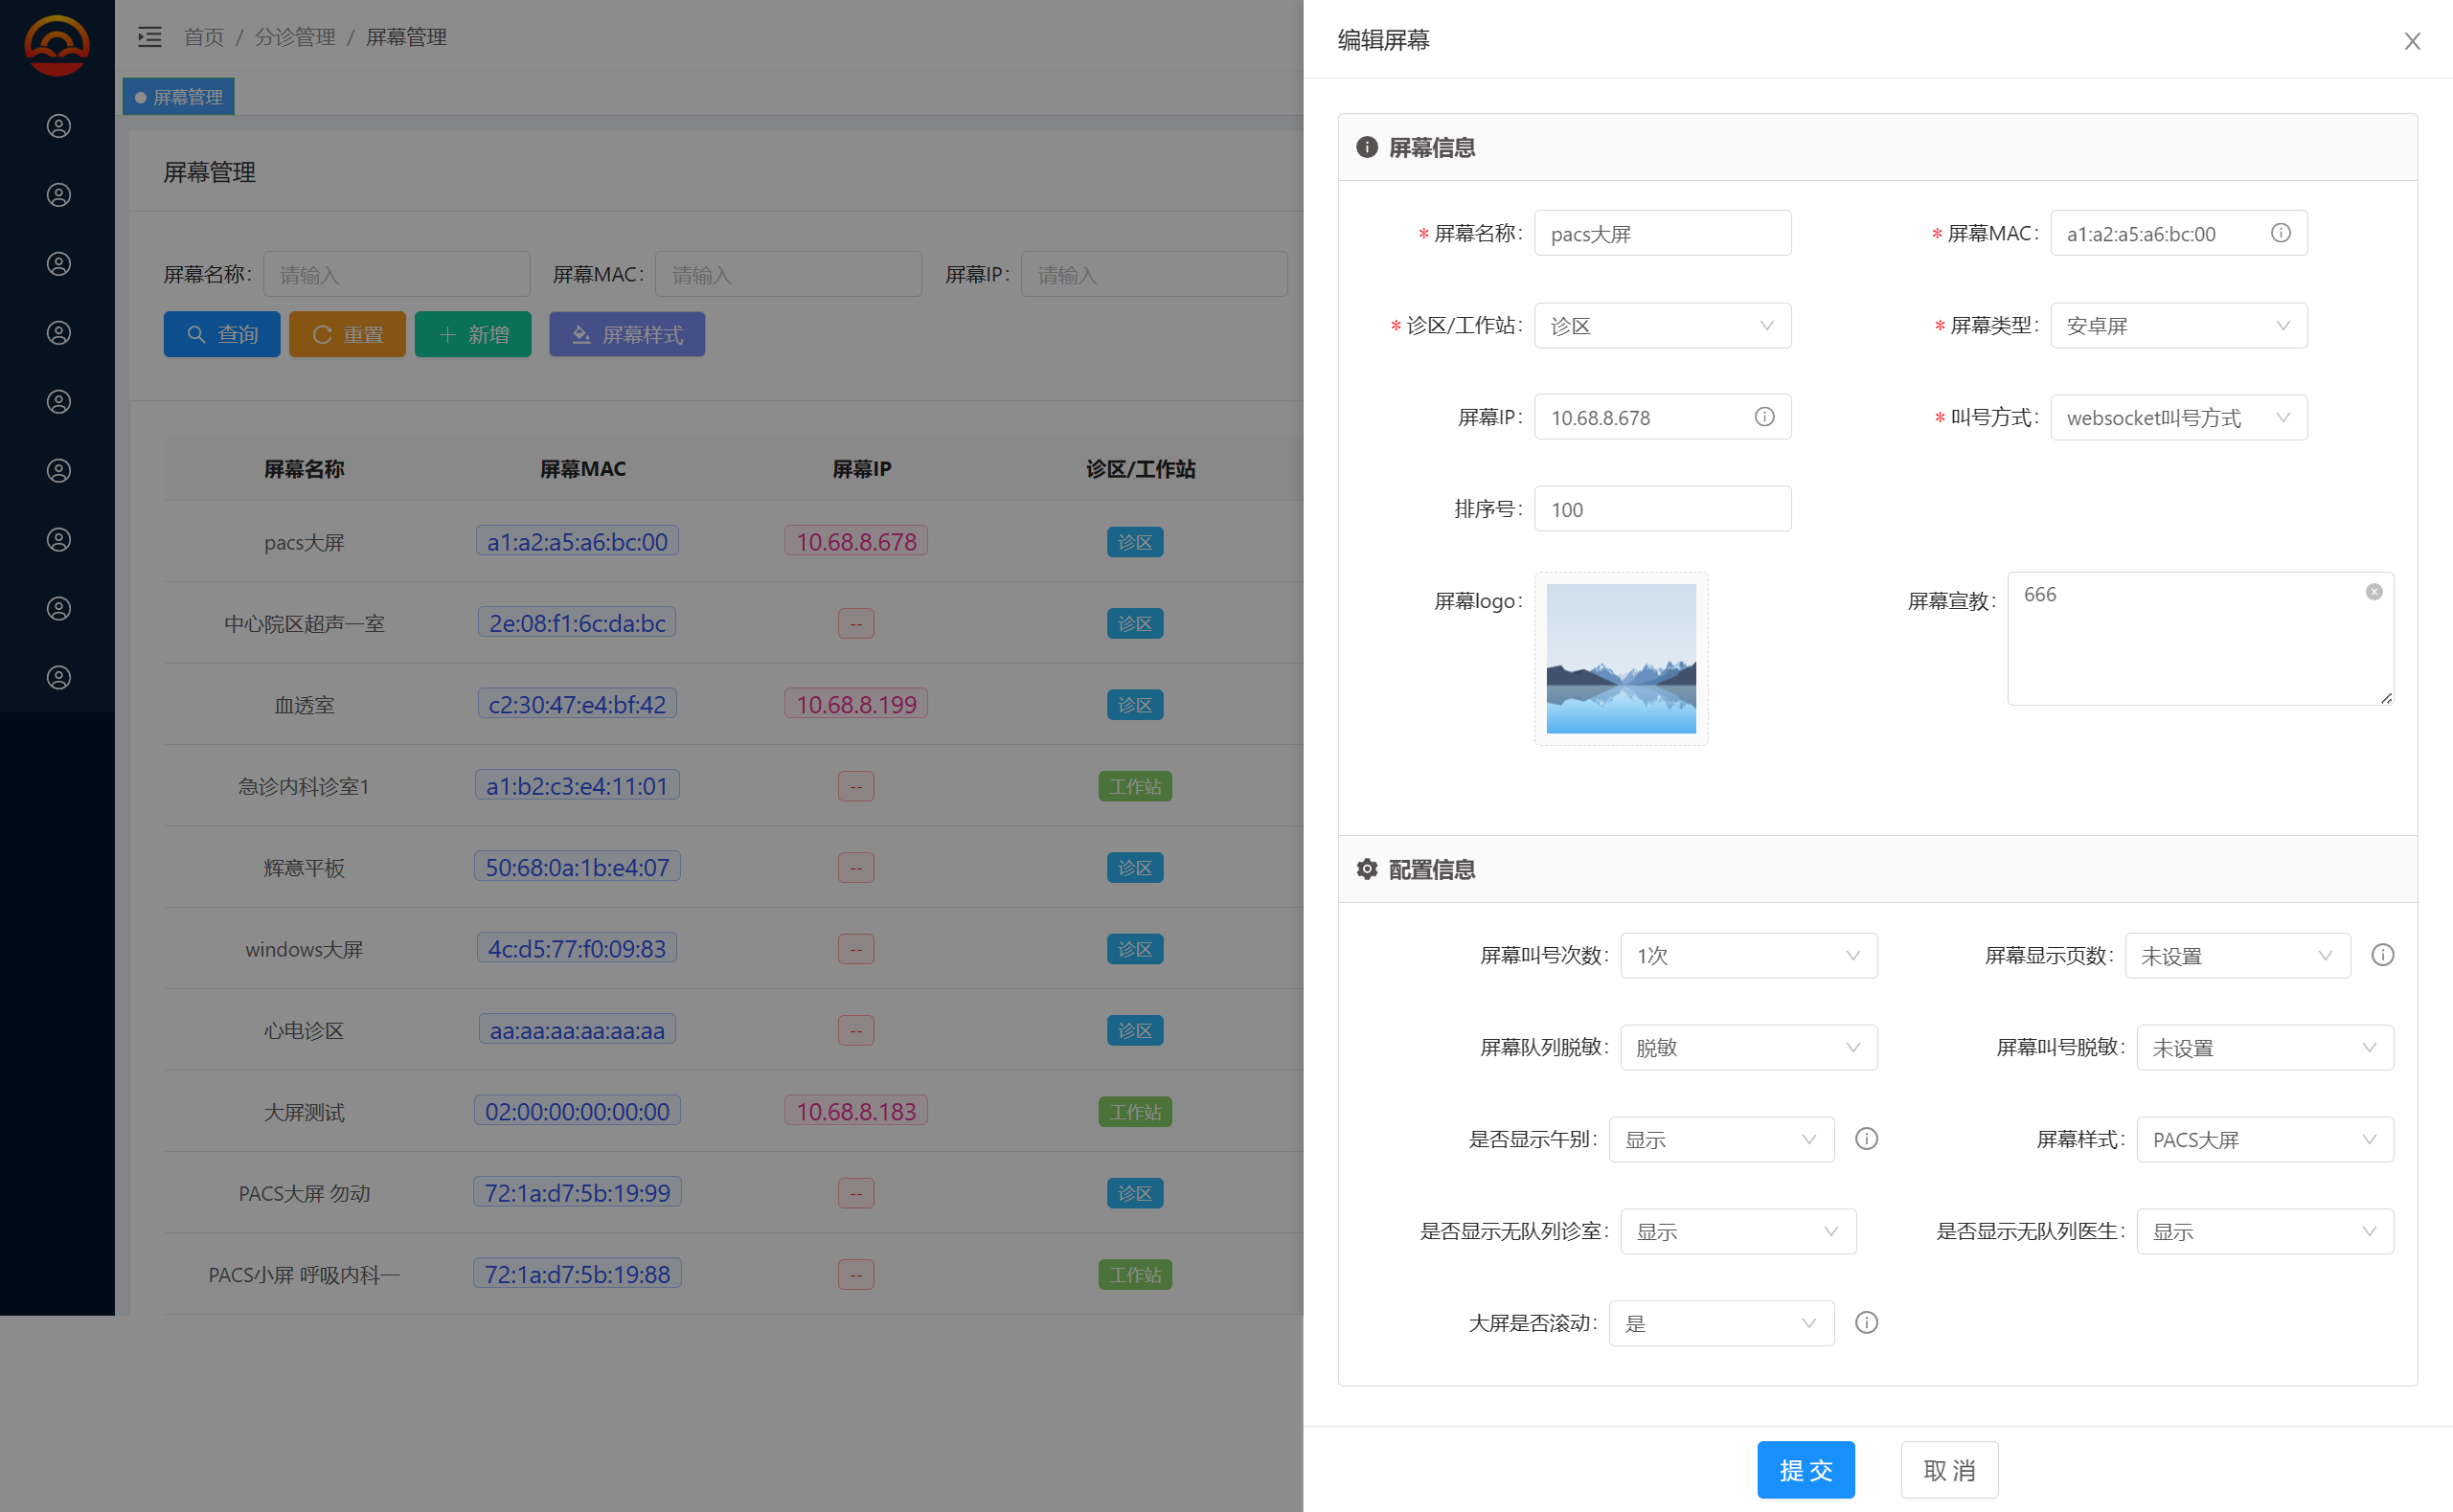 首页 / 分诊管理 / 屏幕管理
屏幕管理
屏幕管理
屏幕名称: 请输入 屏幕MAC: 请输入 屏幕IP: 请输入
查询 重置 新增 屏幕样式
屏幕名称 屏幕MAC 屏幕IP 诊区/工作站
pacs大屏 a1:a2:a5:a6:bc:00 10.68.8.678 诊区
中心院区超声一室 2e:08:f1:6c:da:bc -- 诊区
血透室 c2:30:47:e4:bf:42 10.68.8.199 诊区
急诊内科诊室1 a1:b2:c3:e4:11:01 -- 工作站
辉意平板 50:68:0a:1b:e4:07 -- 诊区
windows大屏 4c:d5:77:f0:09:83 -- 诊区
心电诊区 aa:aa:aa:aa:aa:aa -- 诊区
大屏测试 02:00:00:00:00:00 10.68.8.183 工作站
PACS大屏 勿动 72:1a:d7:5b:19:99 -- 诊区
PACS小屏 呼吸内科一 72:1a:d7:5b:19:88 -- 工作站
编辑屏幕
屏幕信息
* 屏幕名称: pacs大屏 * 屏幕MAC: a1:a2:a5:a6:bc:00
* 诊区/工作站: 诊区 * 屏幕类型: 安卓屏
屏幕IP: 10.68.8.678 * 叫号方式: websocket叫号方式
排序号: 100
屏幕logo: 屏幕宣教: 666
配置信息
屏幕叫号次数: 1次 屏幕显示页数: 未设置
屏幕队列脱敏: 脱敏 屏幕叫号脱敏: 未设置
是否显示午别: 显示 屏幕样式: PACS大屏
是否显示无队列诊室: 显示 是否显示无队列医生: 显示
大屏是否滚动: 是
提 交 取 消